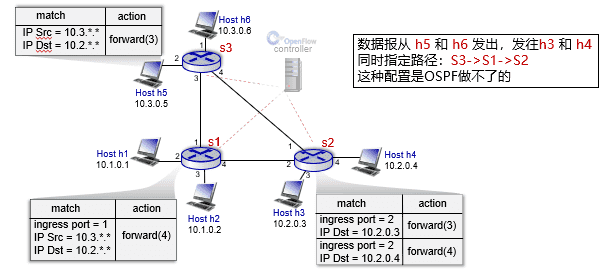 match action
IP Src = 10.3.*.*
IP Dst = 10.2.*.*
forward(3)
Host h6
10.3.0.6
OpenFlow
controller
数据报从 h5 和 h6 发出，发往h3 和 h4
同时指定路径：S3->S1->S2
这种配置是OSPF做不了的
1 s3
2
3 4
Host h5
10.3.0.5
Host h1
10.1.0.1
1 s1
2 4
3
Host h2
10.1.0.2
s2
1
2 4
3
Host h4
10.2.0.4
Host h3
10.2.0.3
match action
ingress port = 1
IP Src = 10.3.*.*
IP Dst = 10.2.*.*
forward(4)
match action
ingress port = 2
IP Dst = 10.2.0.3
forward(3)
ingress port = 2
IP Dst = 10.2.0.4
forward(4)